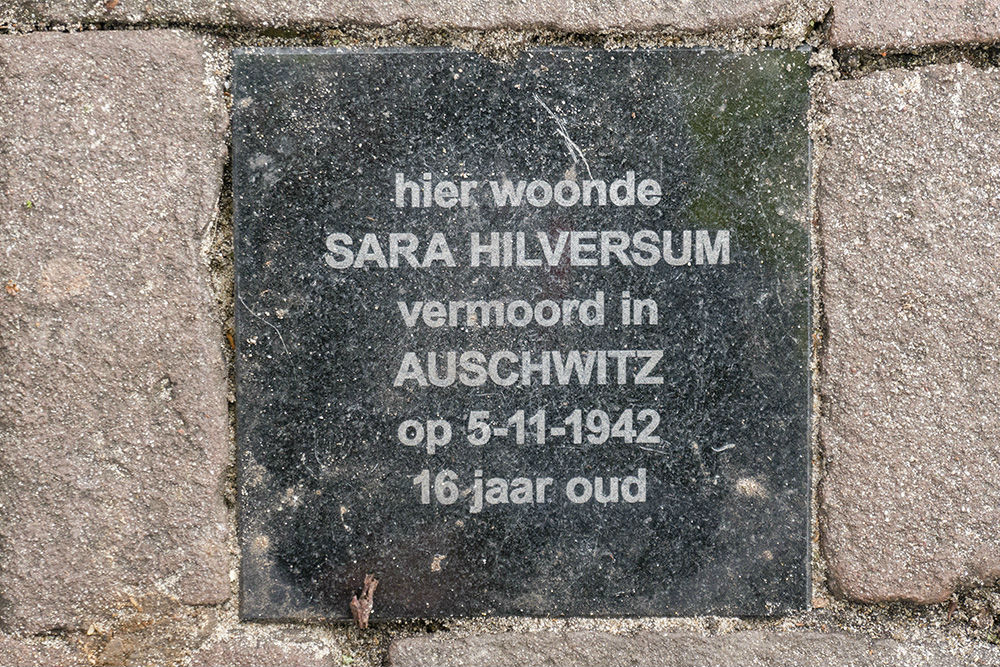 hier woonde
SARA HILVERSUM
vermoord in
AUSCHWITZ
op 5-11-1942
16 jaar oud